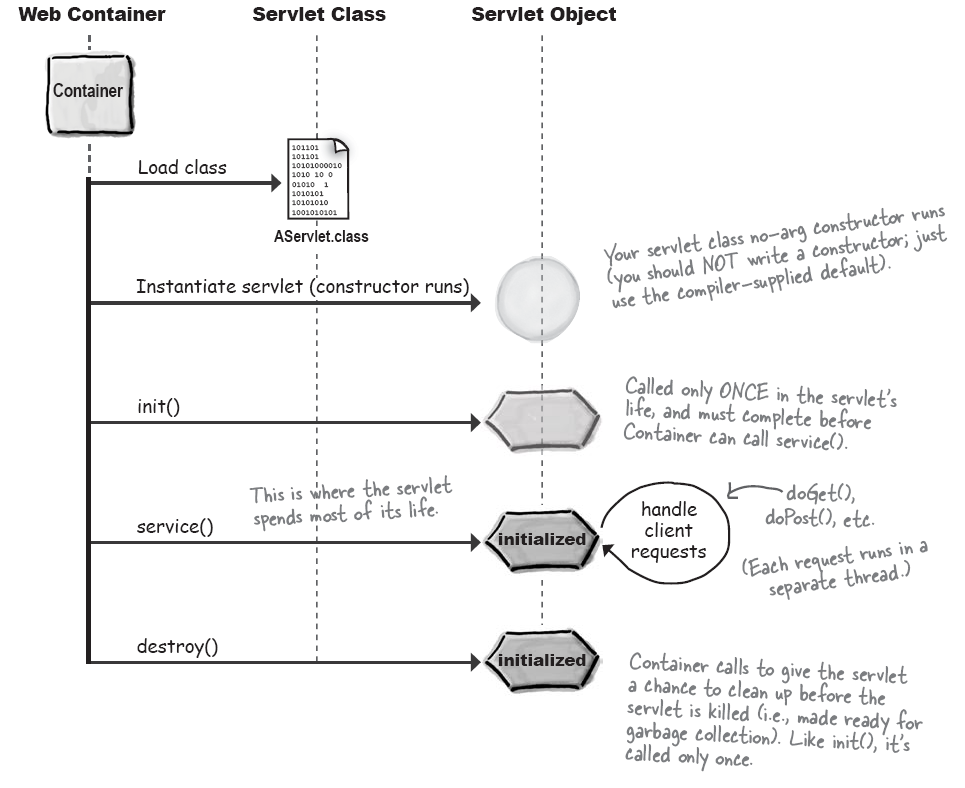 Web Container
Servlet Class
Servlet Object
Container
Load class
101101
101101
10101000010
1010 10 0
01010 1
1010101
10101010
1001010101
AServlet.class
Instantiate servlet (constructor runs)
Your servlet class no-arg constructor runs
(you should NOT write a constructor; just
use the compiler-supplied default).
init()
Called only ONCE in the servlet's
life, and must complete before
Container can call service().
This is where the servlet
spends most of its life.
service()
initialized
handle
client
requests
doGet(),
doPost(), etc.
(Each request runs in a
separate thread.)
destroy()
initialized
Container calls to give the servlet
a chance to clean up before the
servlet is killed (i.e., made ready for
garbage collection). Like init(), it's
called only once.